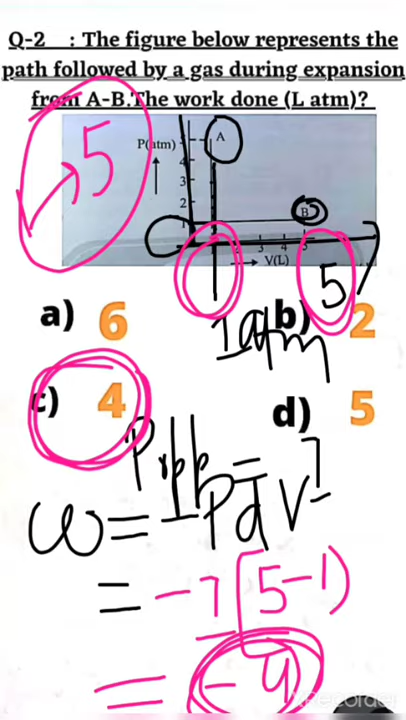 Q-2 : The figure below represents the
path followed by a gas during expansion
from A-B.The work done (L atm)?
5
P(atm)
A
4
3
2
1
B
3 4 5
V(L)
5
a) 6
b) 2
1atm
c) 4
d) 5
w = -PdV
= -1[5-1)
= -4